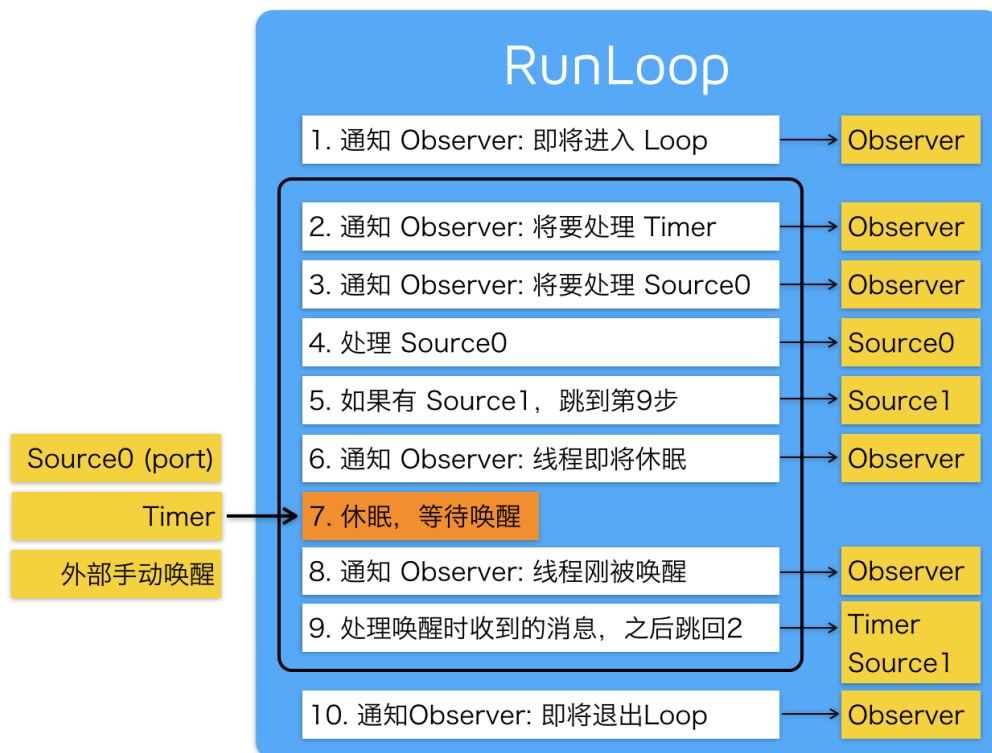 RunLoop
1. 通知 Observer: 即将进入 Loop
Observer
2. 通知 Observer: 将要处理 Timer
Observer
3. 通知 Observer: 将要处理 Source0
Observer
4. 处理 Source0
Source0
5. 如果有 Source1，跳到第9步
Source1
Source0 (port)
6. 通知 Observer: 线程即将休眠
Observer
Timer
7. 休眠，等待唤醒
外部手动唤醒
8. 通知 Observer: 线程刚被唤醒
Observer
9. 处理唤醒时收到的消息，之后跳回2
Timer
Source1
10. 通知Observer: 即将退出Loop
Observer